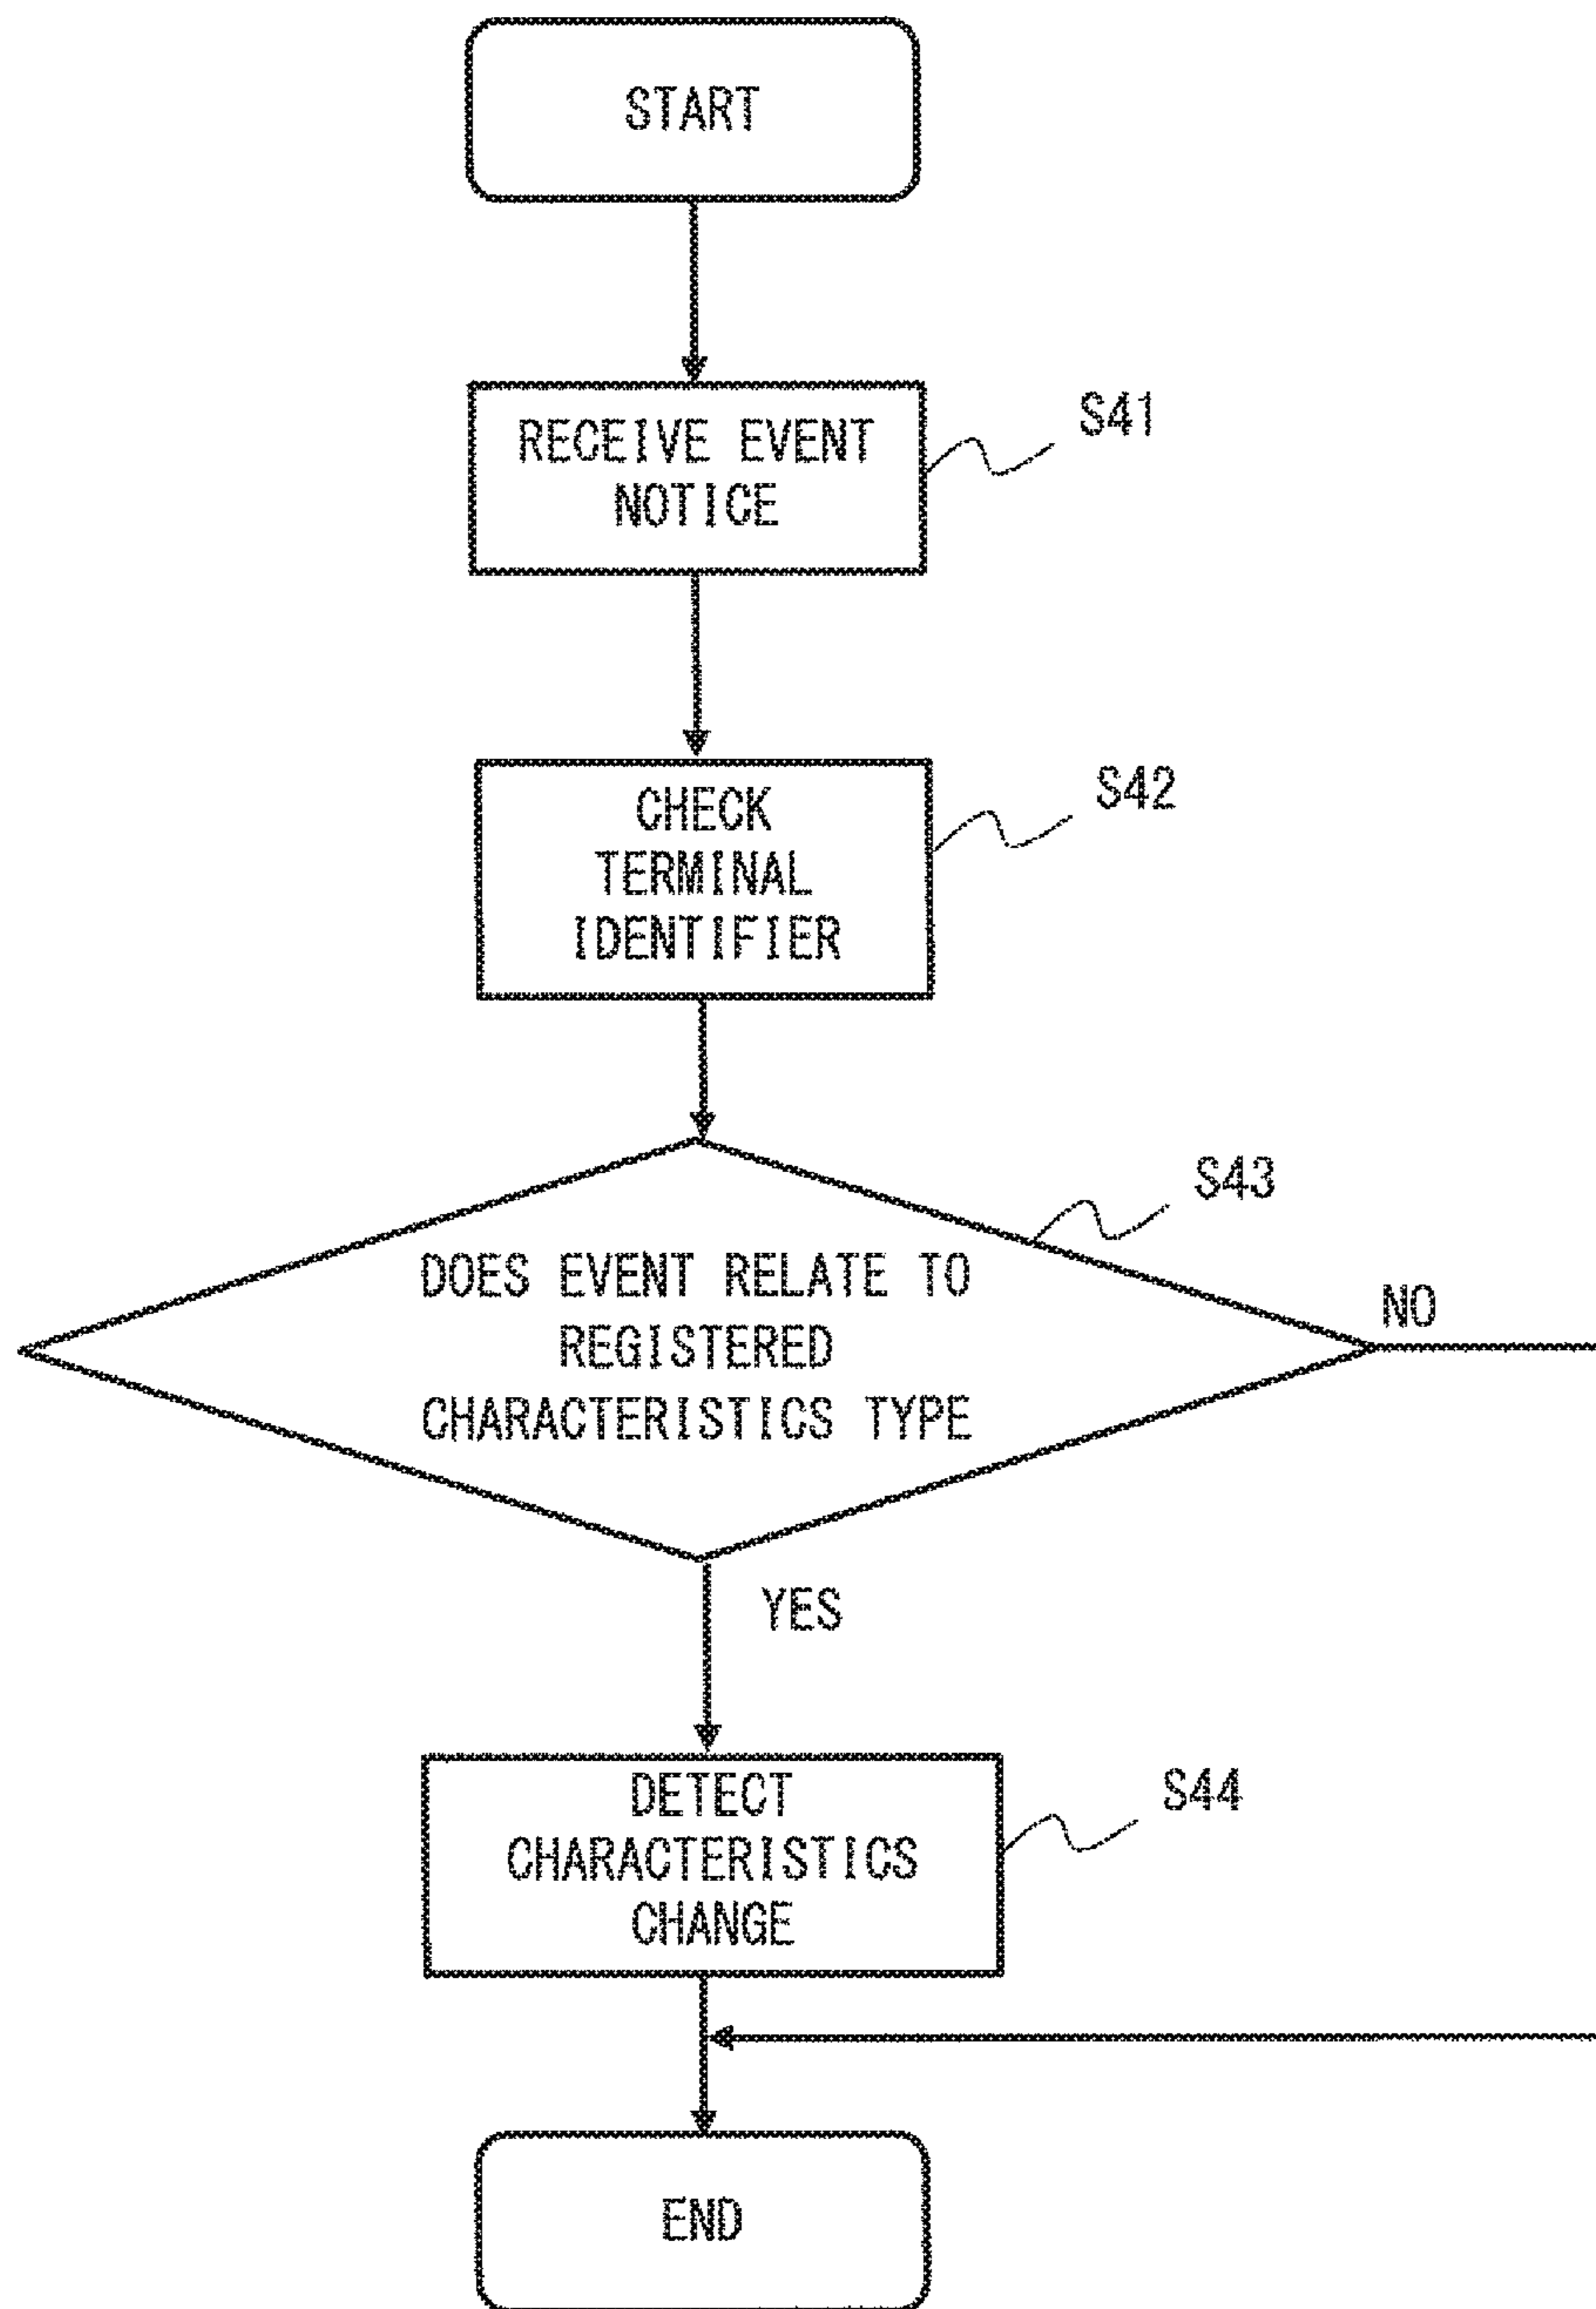 START
RECEIVE EVENT
NOTICE
S41
CHECK
TERMINAL
IDENTIFIER
S42
S43
DOES EVENT RELATE TO
REGISTERED
CHARACTERISTICS TYPE
NO
YES
DETECT
CHARACTERISTICS
CHANGE
S44
END